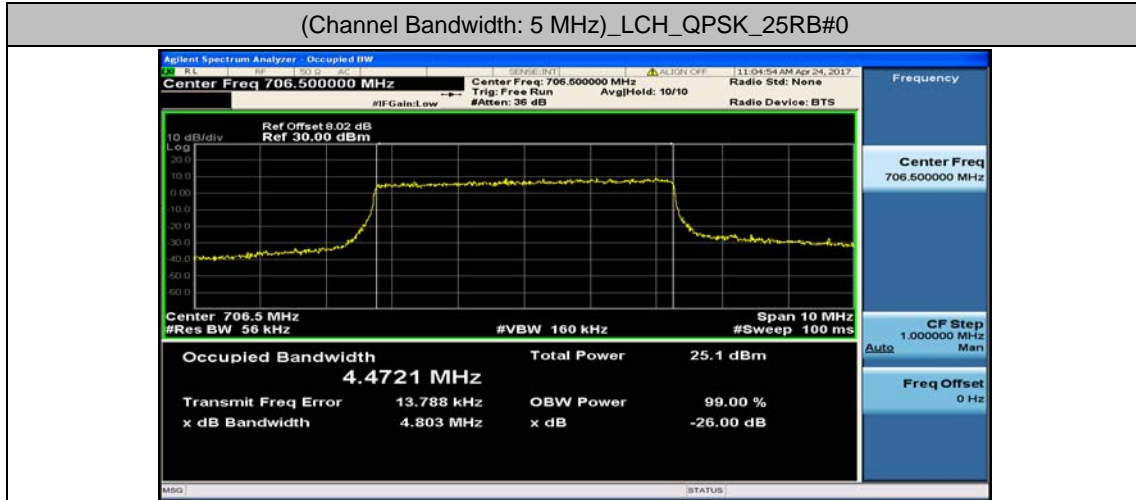 (Channel Bandwidth: 5 MHz)_LCH_QPSK_25RB#0
Agilent Spectrum Analyzer - Occupied BW
RL RF 50 Ω AC SENSE:INT ALIGN OFF 11:04:54 AM Apr 24, 2017
Center Freq 706.500000 MHz
Center Freq: 706.500000 MHz Radio Std: None
Trig: Free Run Avg|Hold: 10/10
#IFGain:Low #Atten: 36 dB Radio Device: BTS
Ref Offset 8.02 dB
10 dB/div Ref 30.00 dBm
Log
20.0
10.0
0.00
-10.0
-20.0
-30.0
-40.0
-50.0
-60.0
Center 706.5 MHz Span 10 MHz
#Res BW 56 kHz #VBW 160 kHz #Sweep 100 ms
Occupied Bandwidth Total Power 25.1 dBm
4.4721 MHz
Transmit Freq Error 13.788 kHz OBW Power 99.00 %
x dB Bandwidth 4.803 MHz x dB -26.00 dB
MSG STATUS
Frequency
Center Freq
706.500000 MHz
CF Step
1.000000 MHz
Auto Man
Freq Offset
0 Hz